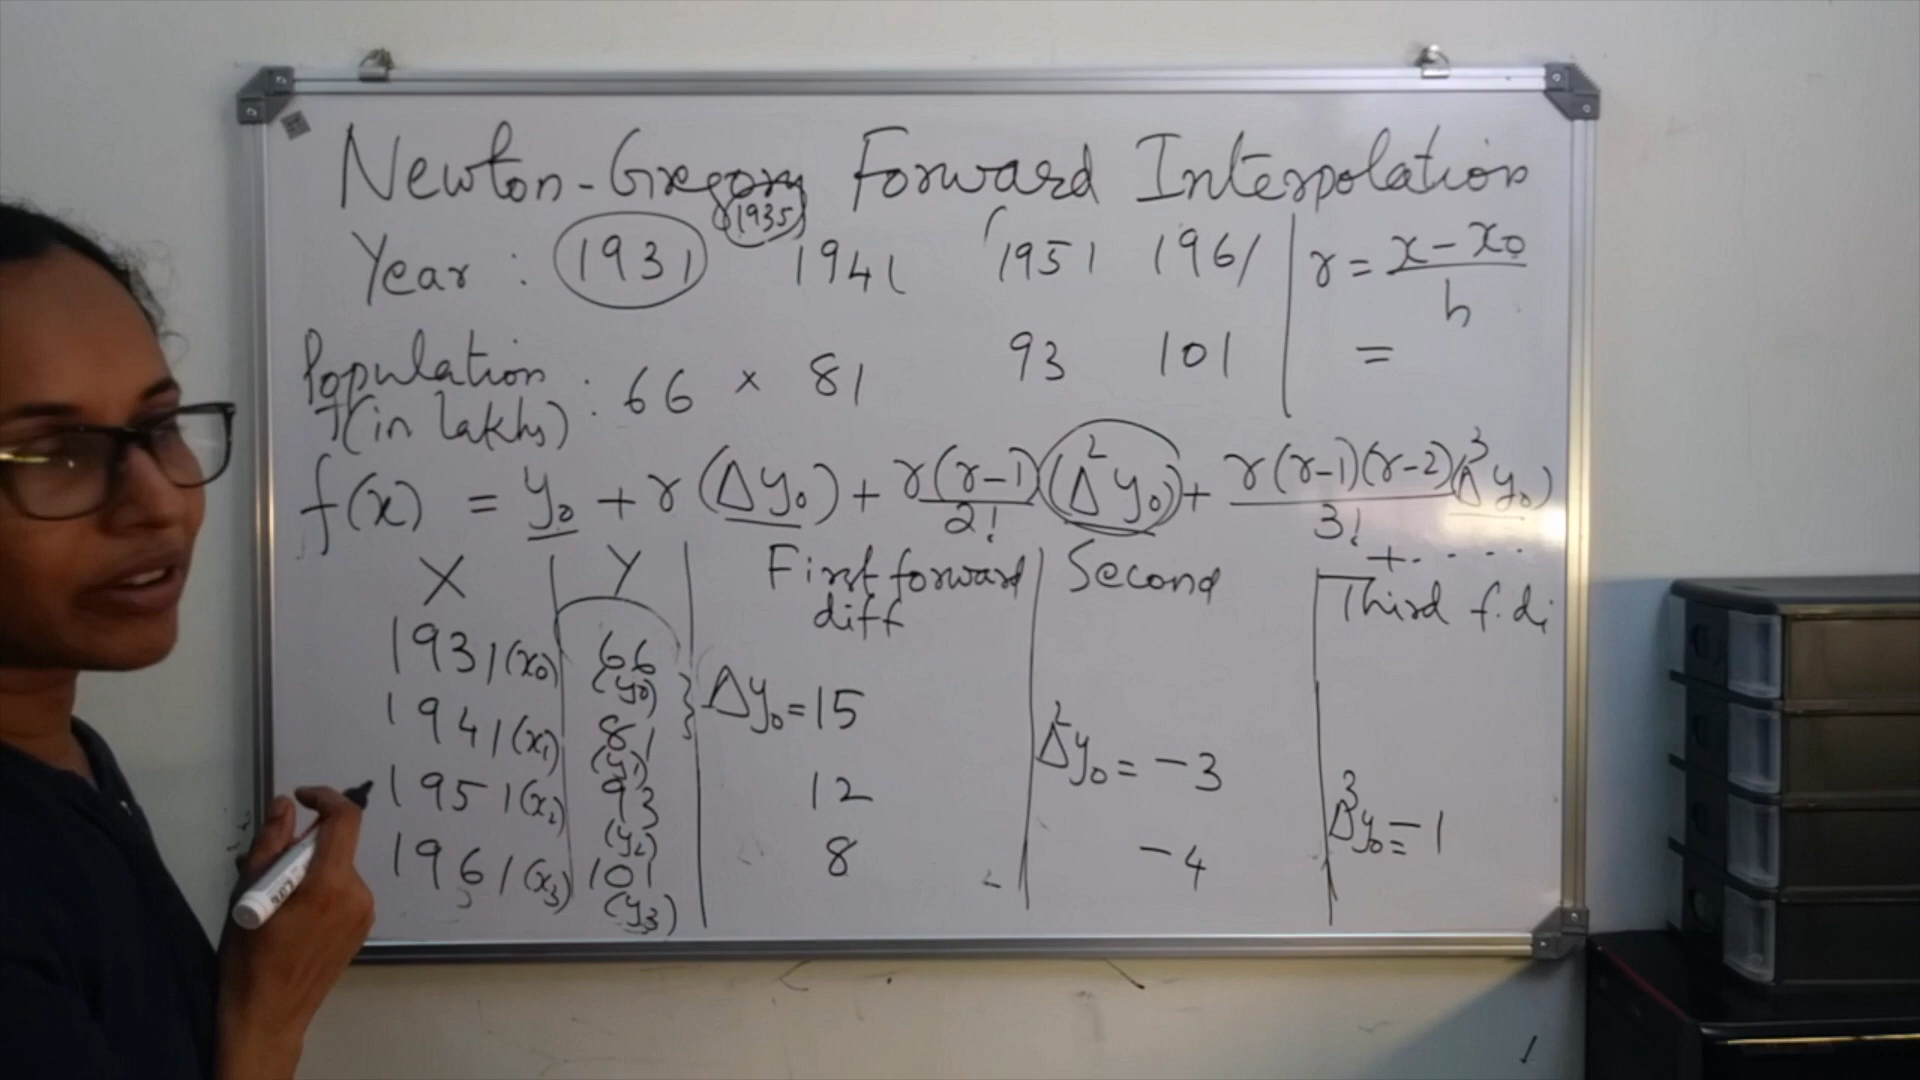 Newton-Gregory Forward Interpolation
1935
Year : 1931 1941 1951 1961 r = x - x₀ / h
Population (in lakhs) : 66 × 81 93 101 =
f(x) = y₀ + r(Δy₀) + r(r-1)/2! (Δ²y₀) + r(r-1)(r-2)/3! (Δ³y₀)
+ ....
X Y First forward diff Second Third f. di
1931 (x₀) 66 (y₀)
Δy₀ = 15
1941 (x₁) 81 (y₁) Δ²y₀ = -3
1951 (x₂) 93 (y₂) 12 Δ³y₀ = -1
1961 (x₃) 101 (y₃) 8 -4